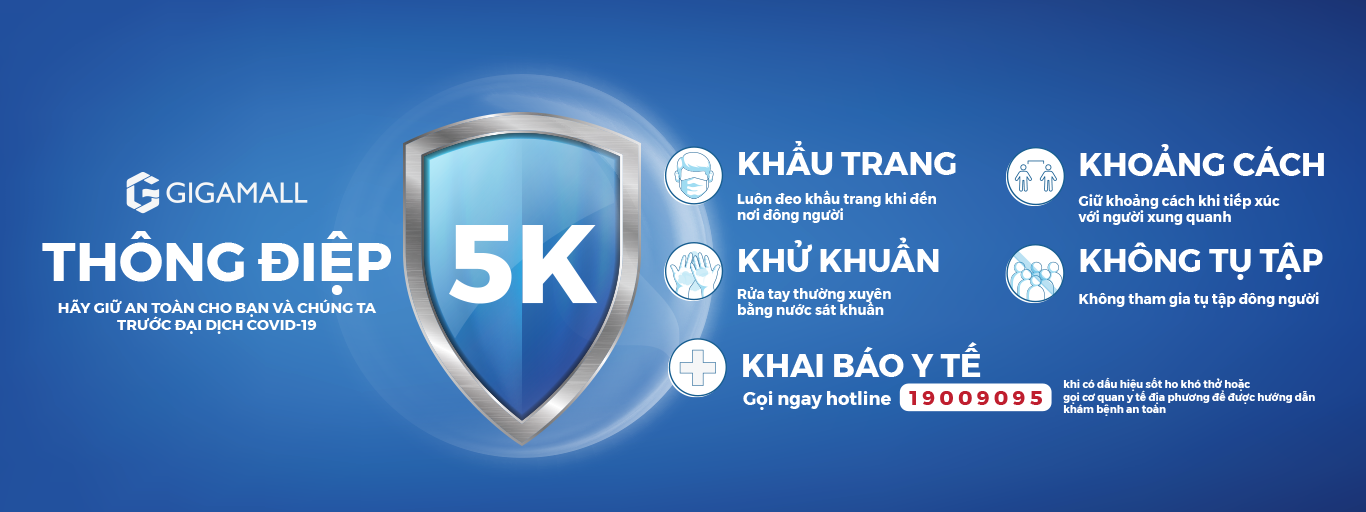 GIGAMALL
THÔNG ĐIỆP
HÃY GIỮ AN TOÀN CHO BẠN VÀ CHÚNG TA
TRƯỚC ĐẠI DỊCH COVID-19
5K
KHẨU TRANG
Luôn đeo khẩu trang khi đến
nơi đông người
KHOẢNG CÁCH
Giữ khoảng cách khi tiếp xúc
với người xung quanh
KHỬ KHUẨN
Rửa tay thường xuyên
bằng nước sát khuẩn
KHÔNG TỤ TẬP
Không tham gia tụ tập đông người
KHAI BÁO Y TẾ
Gọi ngay hotline 19009095
khi có dấu hiệu sốt ho khó thở hoặc
gọi cơ quan y tế địa phương để được hướng dẫn
khám bệnh an toàn